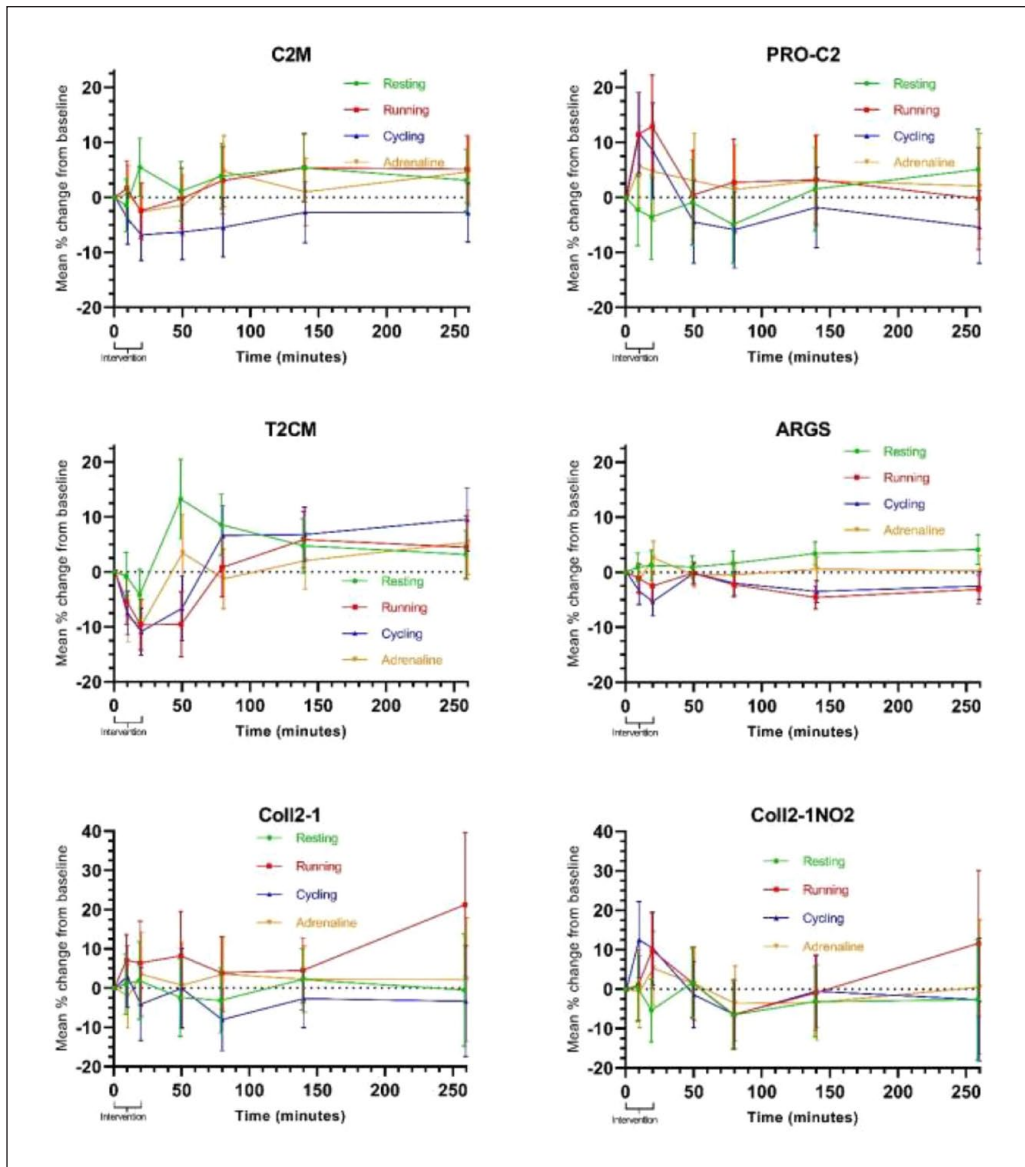 C2M
Mean % change from baseline
20
10
0
-10
-20
Resting
Running
Cycling
Adrenaline
0 50 100 150 200 250
Intervention
Time (minutes)
PRO-C2
Mean % change from baseline
20
10
0
-10
-20
Resting
Running
Cycling
Adrenaline
0 50 100 150 200 250
Intervention
Time (minutes)
T2CM
Mean % change from baseline
20
10
0
-10
-20
Resting
Running
Cycling
Adrenaline
0 50 100 150 200 250
Intervention
Time (minutes)
ARGS
Mean % change from baseline
20
10
0
-10
-20
Resting
Running
Cycling
Adrenaline
0 50 100 150 200 250
Intervention
Time (minutes)
Coll2-1
Mean % change from baseline
40
30
20
10
0
-10
-20
Resting
Running
Cycling
Adrenaline
0 50 100 150 200 250
Intervention
Time (minutes)
Coll2-1NO2
Mean % change from baseline
40
30
20
10
0
-10
-20
Resting
Running
Cycling
Adrenaline
0 50 100 150 200 250
Intervention
Time (minutes)